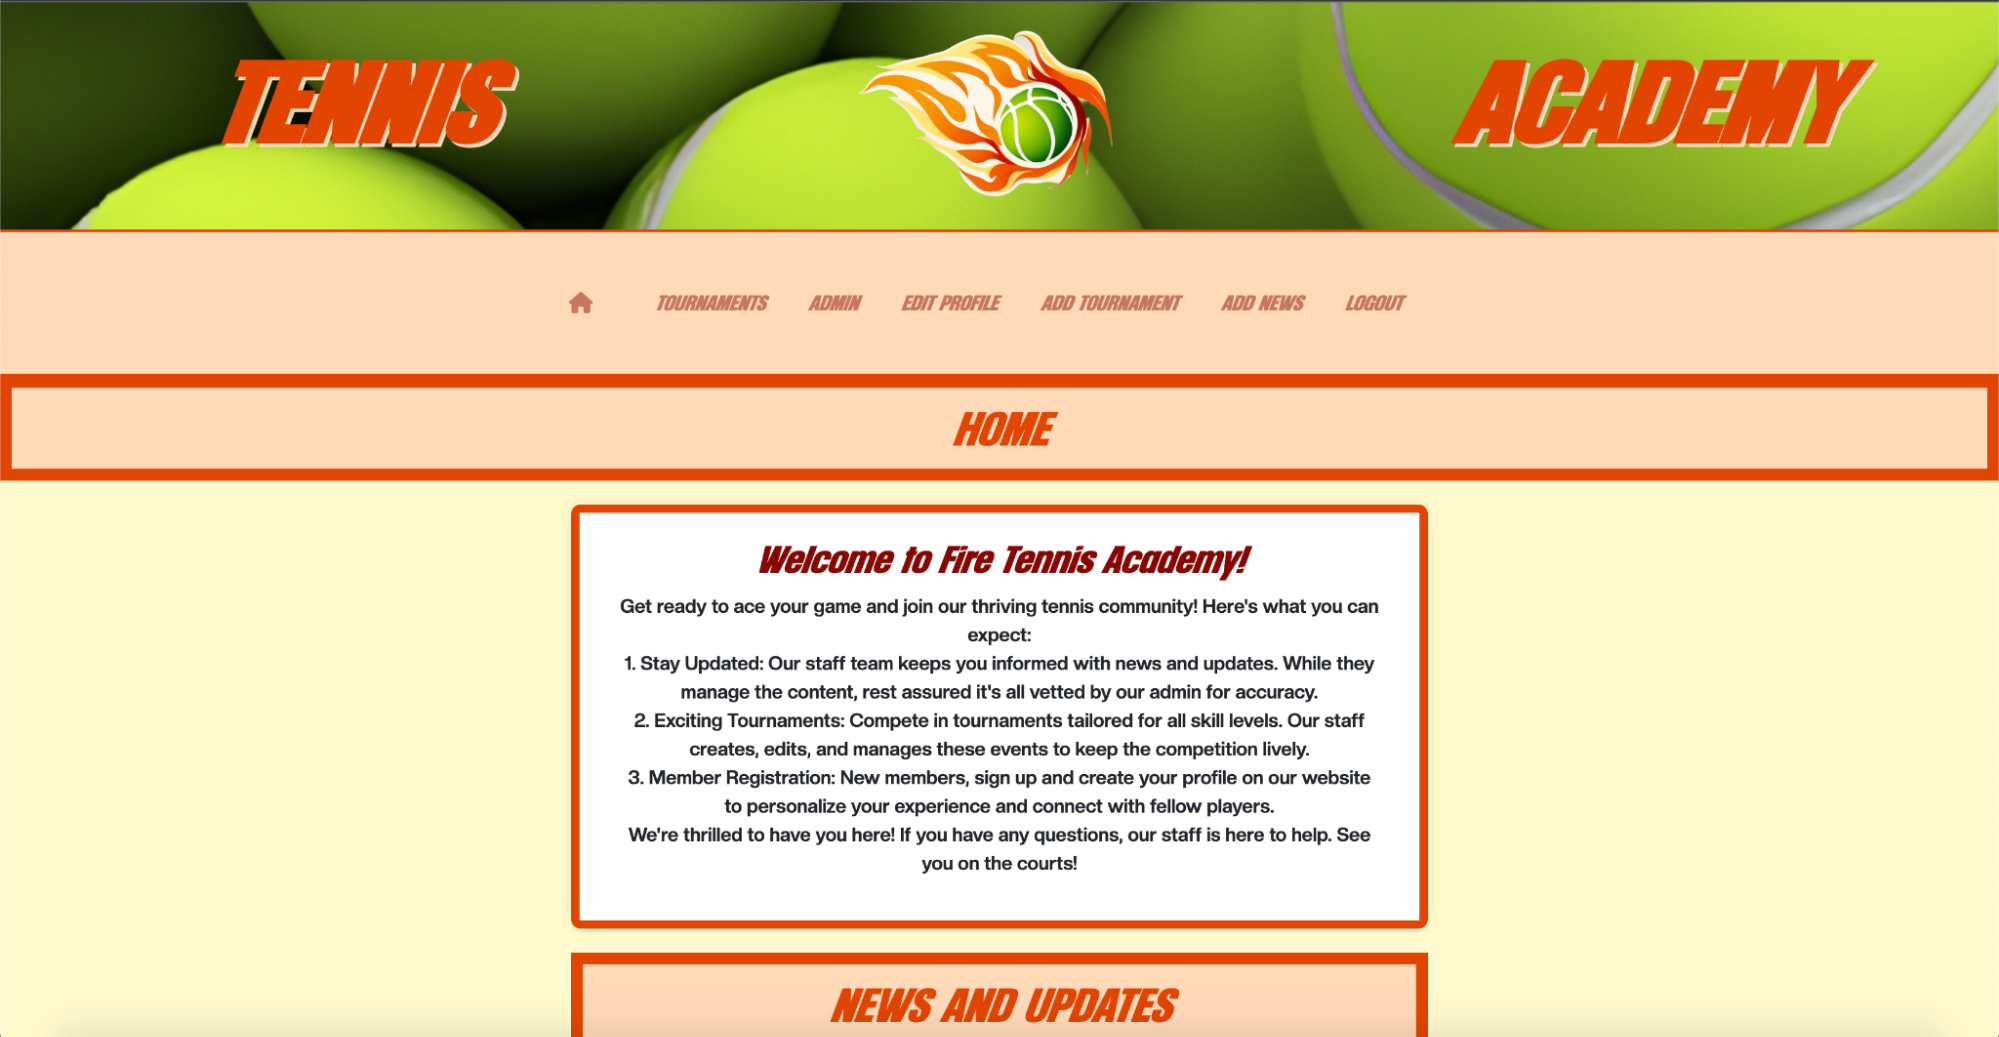 TENNIS ACADEMY
TOURNAMENTS ADMIN EDIT PROFILE ADD TOURNAMENT ADD NEWS LOGOUT
HOME
Welcome to Fire Tennis Academy!
Get ready to ace your game and join our thriving tennis community! Here's what you can
expect:
1. Stay Updated: Our staff team keeps you informed with news and updates. While they
manage the content, rest assured it's all vetted by our admin for accuracy.
2. Exciting Tournaments: Compete in tournaments tailored for all skill levels. Our staff
creates, edits, and manages these events to keep the competition lively.
3. Member Registration: New members, sign up and create your profile on our website
to personalize your experience and connect with fellow players.
We're thrilled to have you here! If you have any questions, our staff is here to help. See
you on the courts!
NEWS AND UPDATES